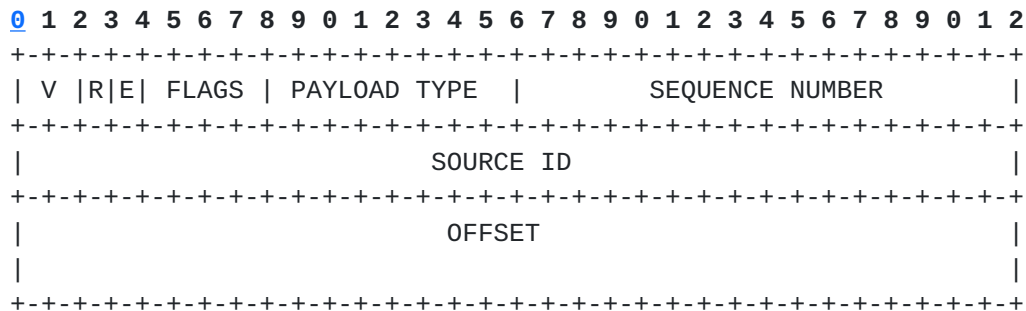 0 1 2 3 4 5 6 7 8 9 0 1 2 3 4 5 6 7 8 9 0 1 2 3 4 5 6 7 8 9 0 1 2
+-+-+-+-+-+-+-+-+-+-+-+-+-+-+-+-+-+-+-+-+-+-+-+-+-+-+-+-+-+-+-+-+
| V |R|E| FLAGS | PAYLOAD TYPE  |        SEQUENCE NUMBER        |
+-+-+-+-+-+-+-+-+-+-+-+-+-+-+-+-+-+-+-+-+-+-+-+-+-+-+-+-+-+-+-+-+
|                          SOURCE ID                            |
+-+-+-+-+-+-+-+-+-+-+-+-+-+-+-+-+-+-+-+-+-+-+-+-+-+-+-+-+-+-+-+-+
|                           OFFSET                              |
|                                                               |
+-+-+-+-+-+-+-+-+-+-+-+-+-+-+-+-+-+-+-+-+-+-+-+-+-+-+-+-+-+-+-+-+